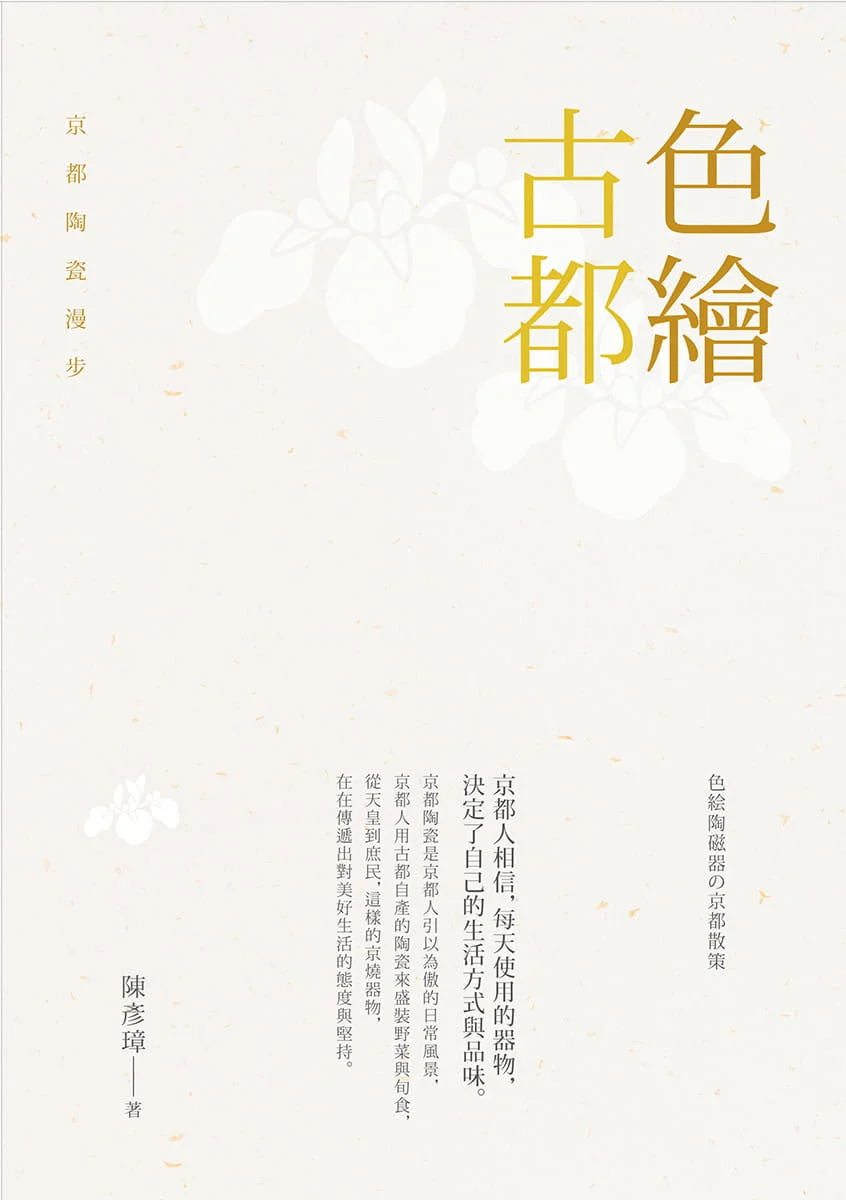 色繪
古都
京都陶瓷漫步
色絵陶磁器の京都散策
京都人相信，每天使用的器物，
決定了自己的生活方式與品味。
京都陶瓷是京都人引以為傲的日常風景，
京都人用古都自產的陶瓷來盛裝野菜與旬食，
從天皇到庶民，這樣的京燒器物，
在在傳遞出對美好生活的態度與堅持。
陳彥璋——著